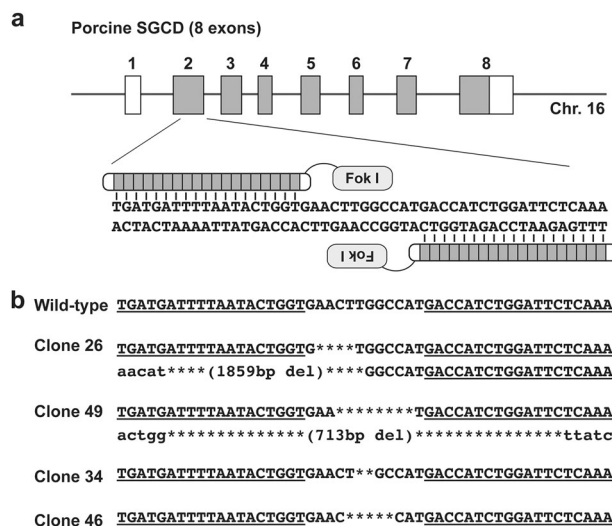 a
Porcine SGCD (8 exons)
1 2 3 4 5 6 7 8
Chr. 16
Fok I
TGATGATTTTAATACTGGTGAACTTGGCCATGACCATCTGGATTCTCAAA
ACTACTAAAATTATGACCACTTGAACCGGTACTGGTAGACCTAAGAGTTT
Fok I
b
Wild-type TGATGATTTTAATACTGGTGAACTTGGCCATGACCATCTGGATTCTCAAA
Clone 26 TGATGATTTTAATACTGGTG****TGGCCATGACCATCTGGATTCTCAAA
aacat****(1859bp del)****GGCCATGACCATCTGGATTCTCAAA
Clone 49 TGATGATTTTAATACTGGTGAA********TGACCATCTGGATTCTCAAA
actgg**************(713bp del)***************ttatc
Clone 34 TGATGATTTTAATACTGGTGAACT**GCCATGACCATCTGGATTCTCAAA
Clone 46 TGATGATTTTAATACTGGTGAAC*****CATGACCATCTGGATTCTCAAA